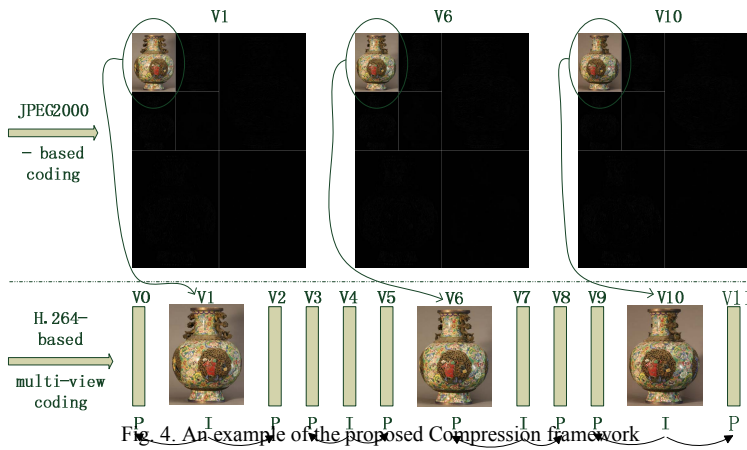 V1 V6 V10
JPEG2000
- based
coding
V0 V1 V2 V3 V4 V5 V6 V7 V8 V9 V10 V11
H.264-
based
multi-view
coding
P I P P I P P I P P I P
Fig. 4. An example of the proposed Compression framework